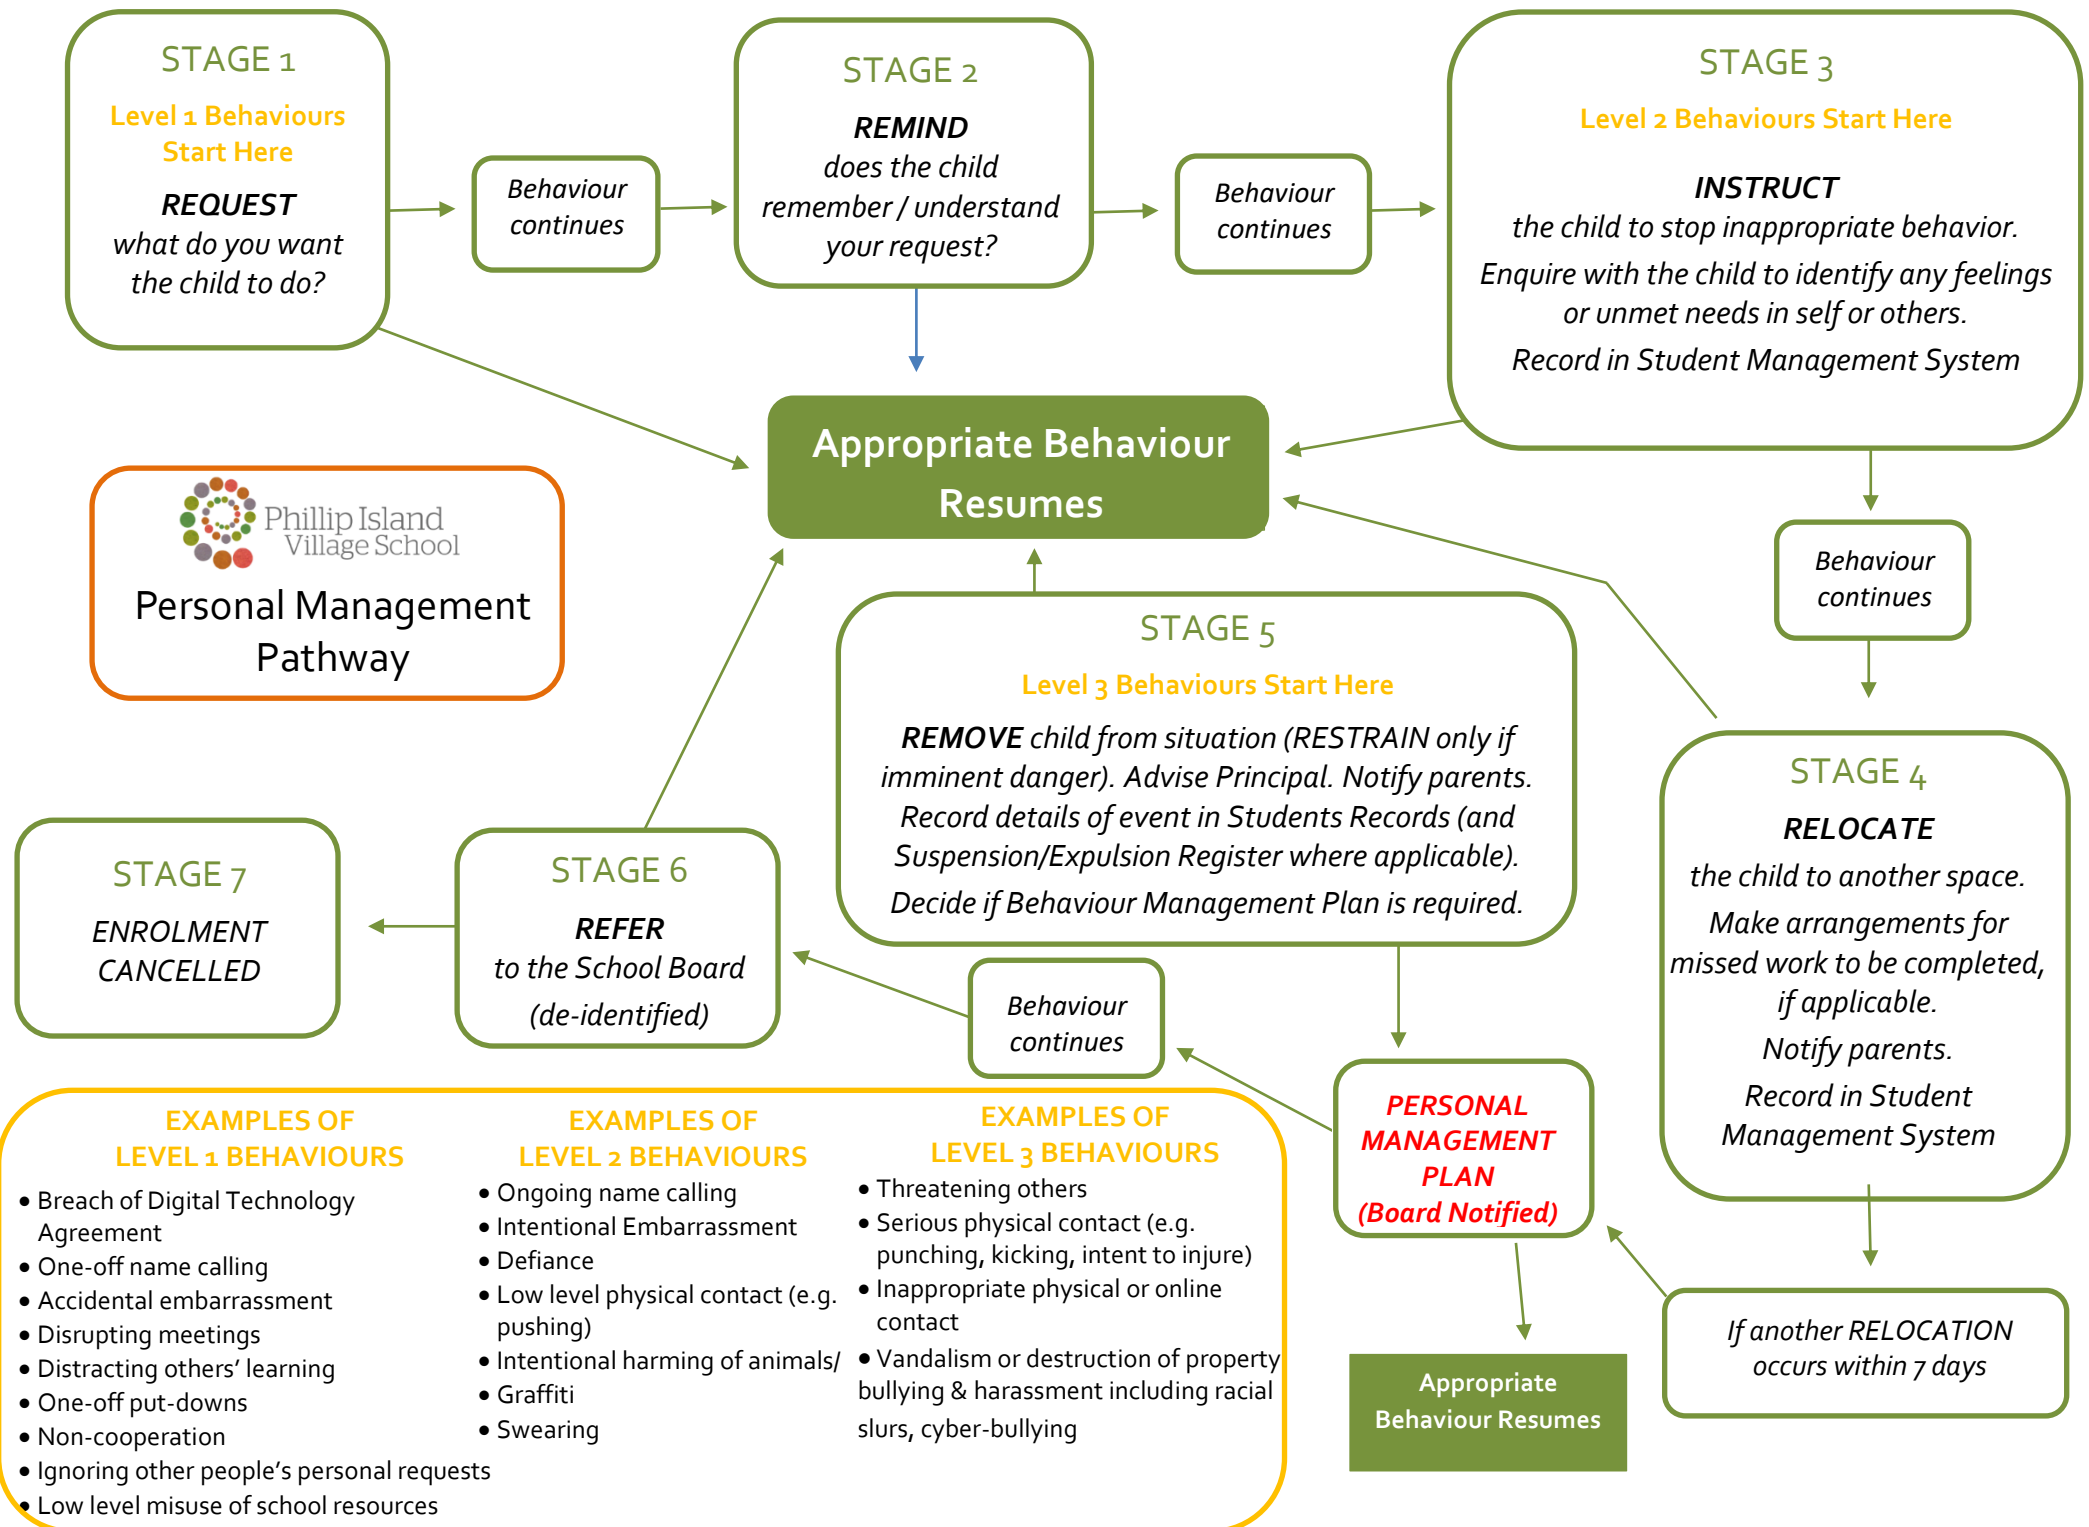 STAGE 1
Level 1 Behaviours
Start Here
REQUEST
what do you want
the child to do?
Behaviour
continues
STAGE 2
REMIND
does the child
remember / understand
your request?
Behaviour
continues
STAGE 3
Level 2 Behaviours Start Here
INSTRUCT
the child to stop inappropriate behavior.
Enquire with the child to identify any feelings
or unmet needs in self or others.
Record in Student Management System
Appropriate Behaviour
Resumes
Phillip Island
Village School
Personal Management
Pathway
Behaviour
continues
STAGE 5
Level 3 Behaviours Start Here
REMOVE child from situation (RESTRAIN only if
imminent danger). Advise Principal. Notify parents.
Record details of event in Students Records (and
Suspension/Expulsion Register where applicable).
Decide if Behaviour Management Plan is required.
STAGE 4
RELOCATE
the child to another space.
Make arrangements for
missed work to be completed,
if applicable.
Notify parents.
Record in Student
Management System
STAGE 7
ENROLMENT
CANCELLED
STAGE 6
REFER
to the School Board
(de-identified)
Behaviour
continues
PERSONAL
MANAGEMENT
PLAN
(Board Notified)
If another RELOCATION
occurs within 7 days
Appropriate
Behaviour Resumes
EXAMPLES OF
LEVEL 1 BEHAVIOURS
• Breach of Digital Technology
Agreement
• One-off name calling
• Accidental embarrassment
• Disrupting meetings
• Distracting others’ learning
• One-off put-downs
• Non-cooperation
• Ignoring other people’s personal requests
• Low level misuse of school resources
EXAMPLES OF
LEVEL 2 BEHAVIOURS
• Ongoing name calling
• Intentional Embarrassment
• Defiance
• Low level physical contact (e.g.
pushing)
• Intentional harming of animals/
• Graffiti
• Swearing
EXAMPLES OF
LEVEL 3 BEHAVIOURS
• Threatening others
• Serious physical contact (e.g.
punching, kicking, intent to injure)
• Inappropriate physical or online
contact
• Vandalism or destruction of property
bullying & harassment including racial
slurs, cyber-bullying